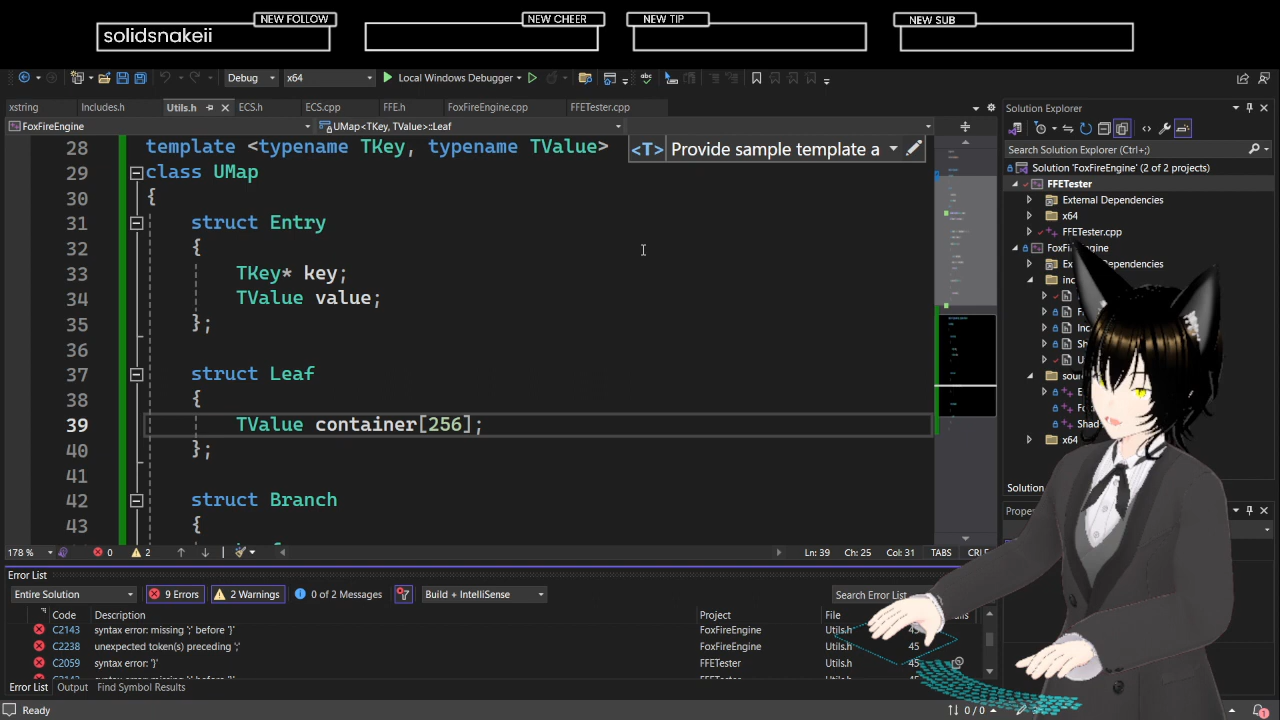 NEW FOLLOW
solidsnakeii
NEW CHEER
NEW TIP
NEW SUB
Debug
x64
Local Windows Debugger
xstring
Includes.h
Utils.h
ECS.h
ECS.cpp
FFE.h
FoxFireEngine.cpp
FFETester.cpp
Solution Explorer
FoxFireEngine
UMap<TKey, TValue>::Leaf
Search Solution Explorer (Ctrl+;)
Solution 'FoxFireEngine' (2 of 2 projects)
FFETester
External Dependencies
x64
FFETester.cpp
x64
<T> Provide sample template a
28 template <typename TKey, typename TValue>
29 class UMap
30 {
31 struct Entry
32 {
33 TKey* key;
34 TValue value;
35 };
36
37 struct Leaf
38 {
39 TValue container[256];
40 };
41
42 struct Branch
43 {
178 %
0
2
Ln: 39
Ch: 25
Col: 31
TABS
Error List
Entire Solution
9 Errors
2 Warnings
0 of 2 Messages
Build + IntelliSense
Search Error List
Code
Description
Project
File
C2143 syntax error: missing ';' before '}' FoxFireEngine Utils.h 45
C2238 unexpected token(s) preceding ';' FoxFireEngine Utils.h 45
C2059 syntax error: '}' FFETester Utils.h 45
Error List
Output
Find Symbol Results
Ready
0 / 0